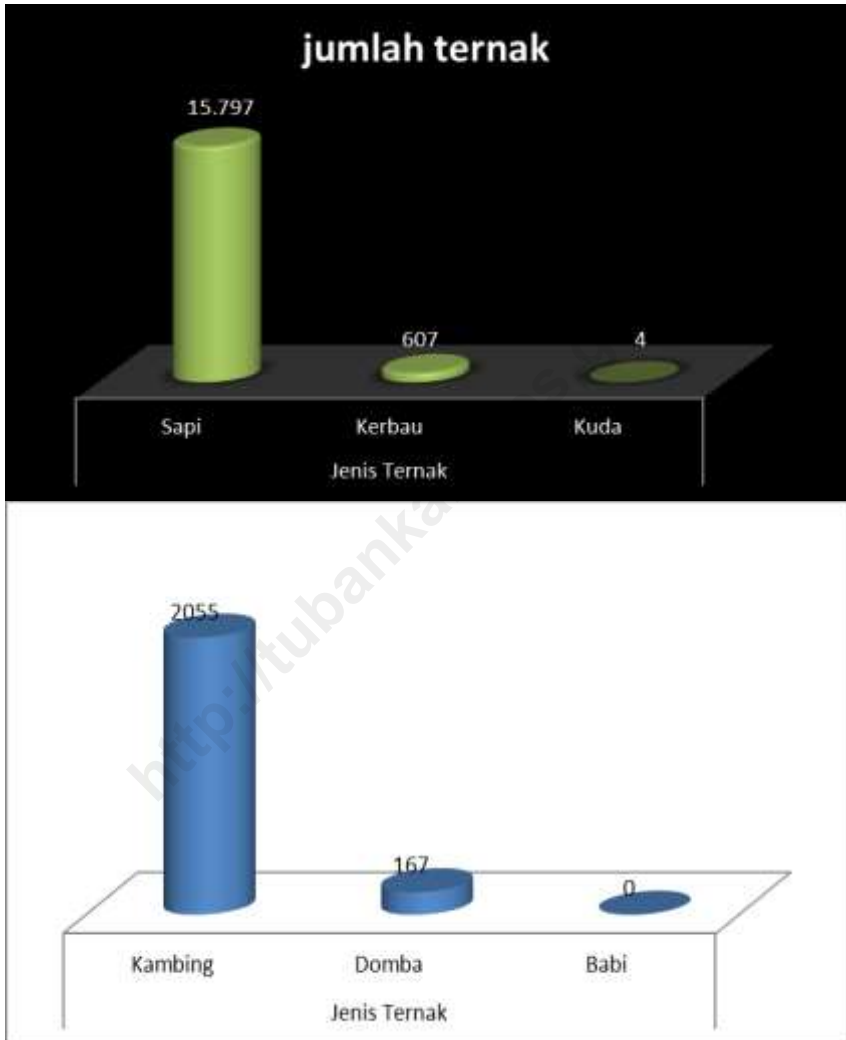 jumlah ternak
15.797
607
4
Sapi Kerbau Kuda
Jenis Ternak
2055
167
0
Kambing Domba Babi
Jenis Ternak